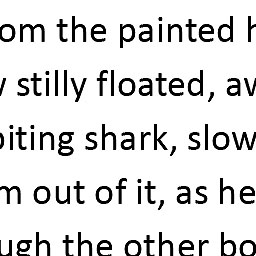 om the painted h
stilly floated, aw
biting shark, slow
m out of it, as he
ugh the other bo